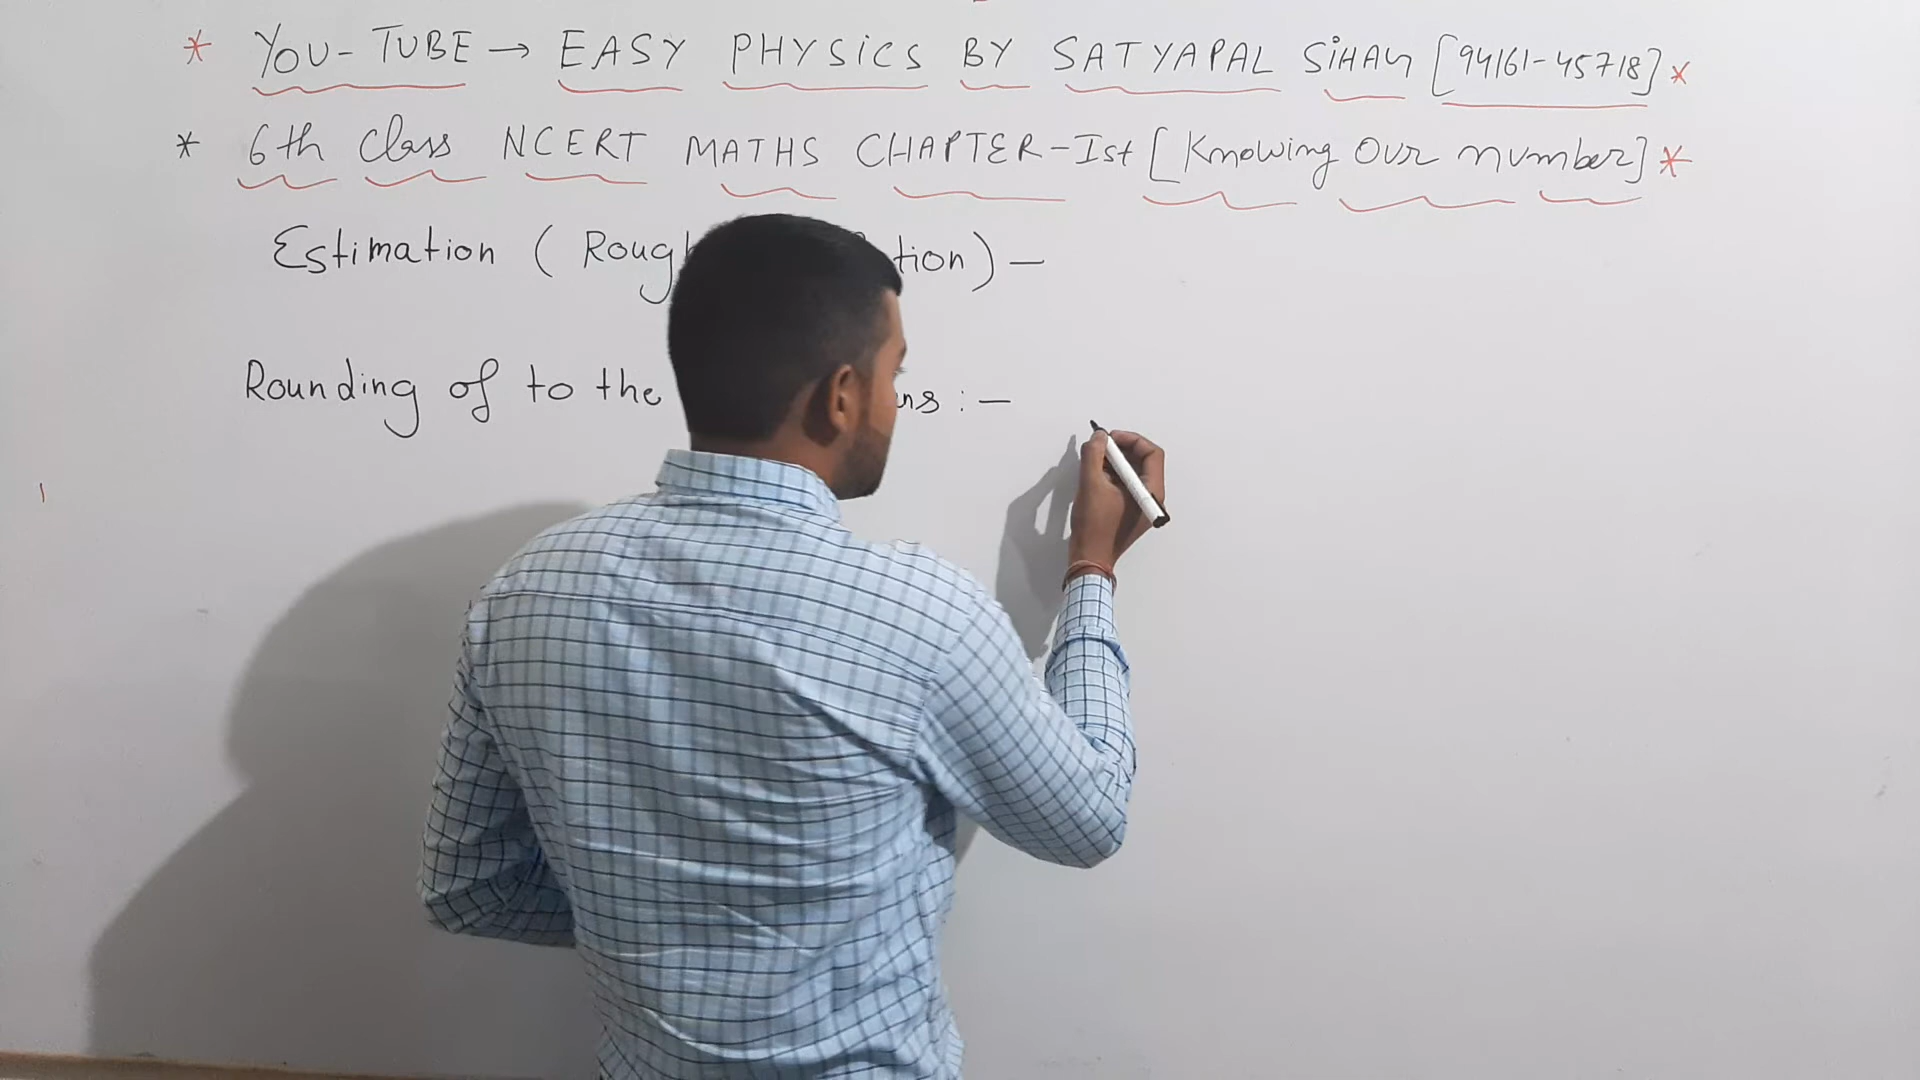 * YOU-TUBE → EASY PHYSICS BY SATYAPAL SIHAG [94161-45718] *
* 6th Class NCERT MATHS CHAPTER-Ist [Knowing Our number] *
Estimation ( Roug tion ) -
Rounding of to the ns :-